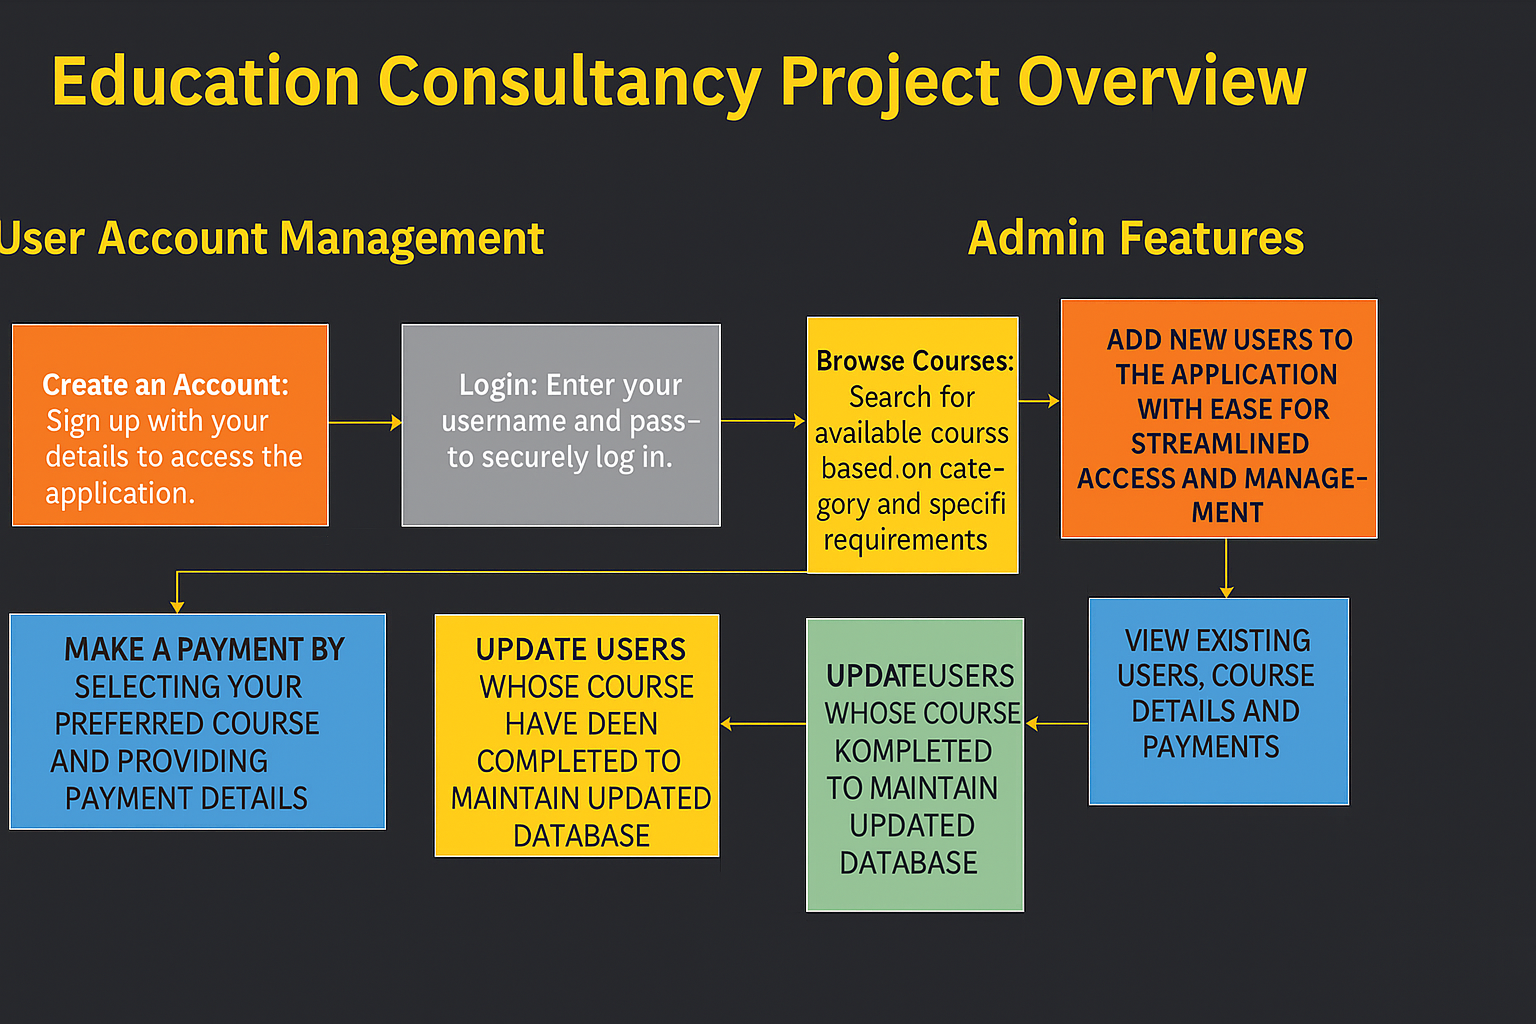 Education Consultancy Project Overview
User Account Management
Admin Features
Create an Account:
Sign up with your
details to access the
application.
Login: Enter your
username and pass-
to securely log in.
Browse Courses:
Search for
available courss
based.on cate-
gory and specifi
requirements
ADD NEW USERS TO
THE APPLICATION
WITH EASE FOR
STREAMLINED
ACCESS AND MANAGE-
MENT
MAKE A PAYMENT BY
SELECTING YOUR
PREFERRED COURSE
AND PROVIDING
PAYMENT DETAILS
UPDATE USERS
WHOSE COURSE
HAVE DEEN
COMPLETED TO
MAINTAIN UPDATED
DATABASE
UPDATEUSERS
WHOSE COURSE
KOMPLETED
TO MAINTAIN
UPDATED
DATABASE
VIEW EXISTING
USERS, COURSE
DETAILS AND
PAYMENTS